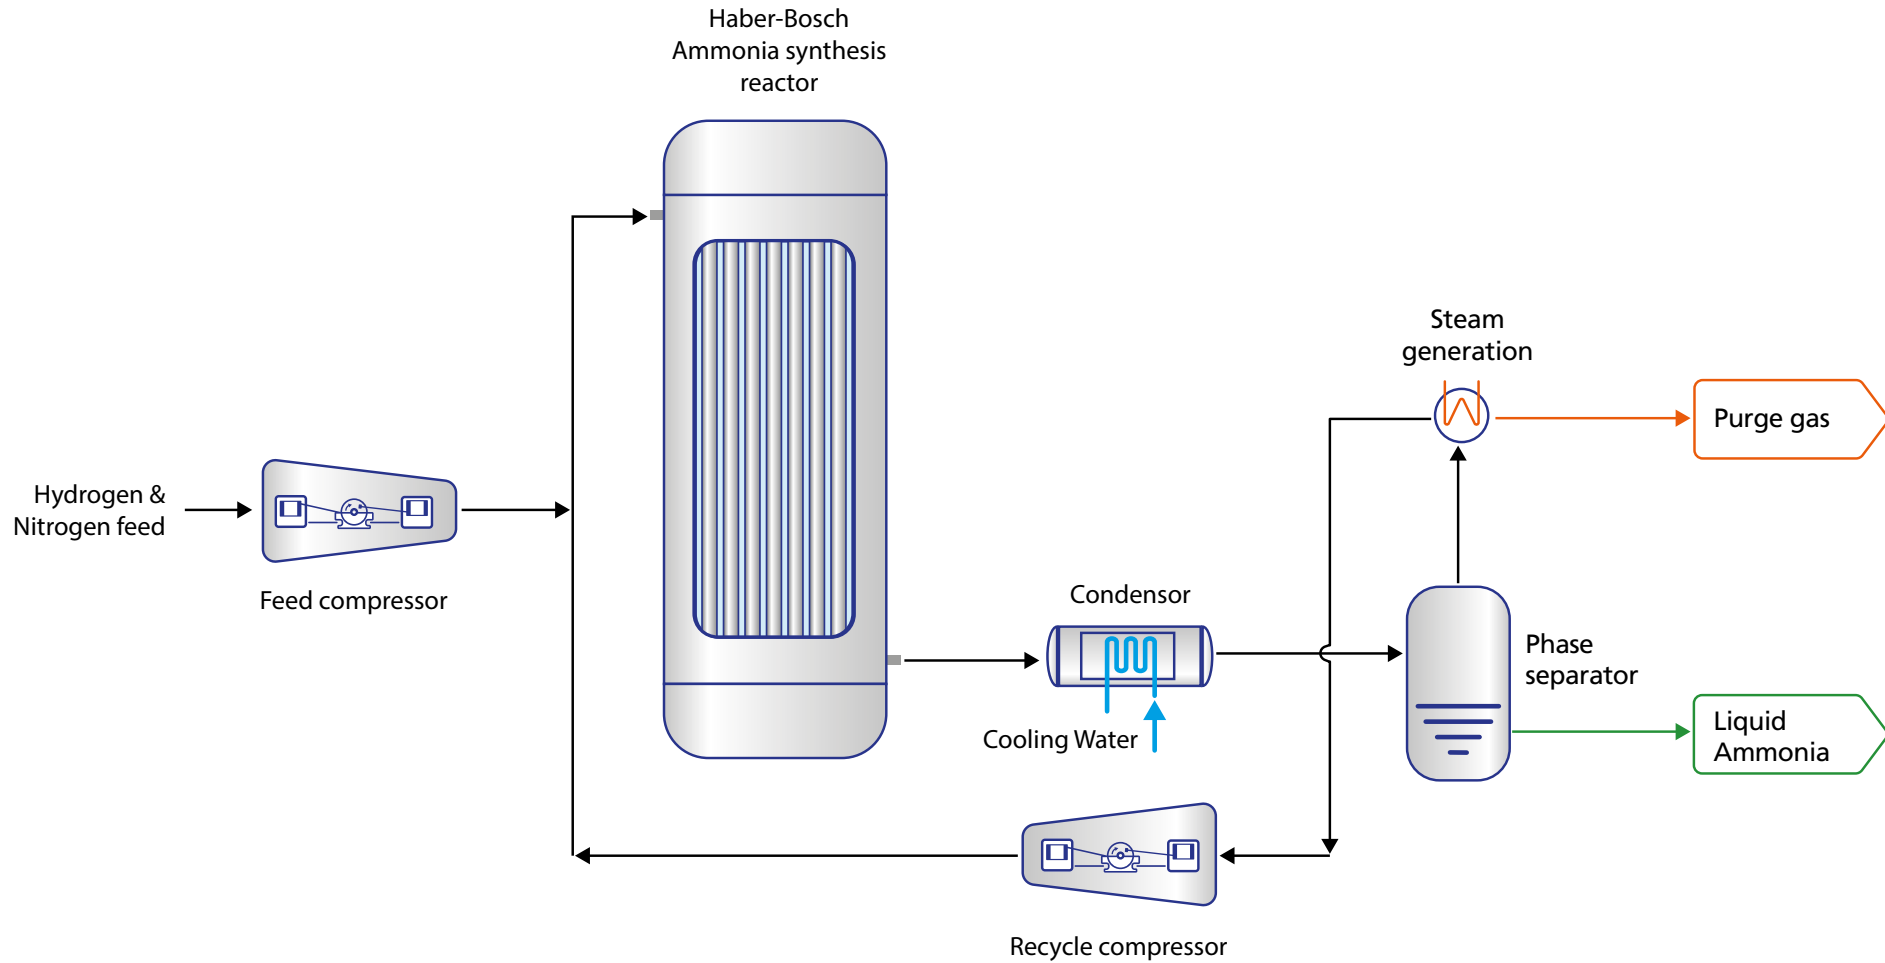 Haber-Bosch
Ammonia synthesis
reactor
Hydrogen &
Nitrogen feed
Feed compressor
Condensor
Cooling Water
Steam
generation
Purge gas
Phase
separator
Liquid
Ammonia
Recycle compressor